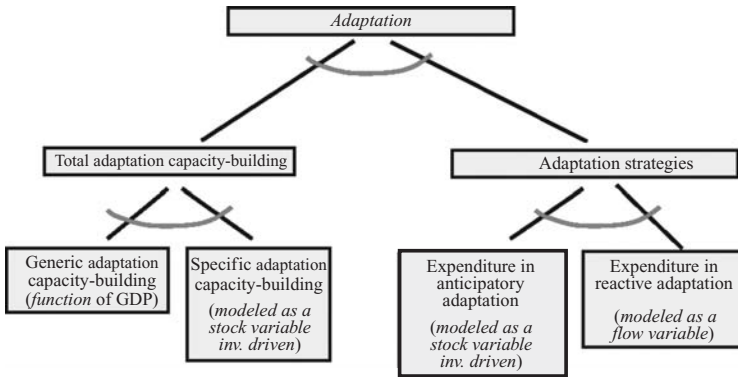 Adaptation
Total adaptation capacity-building
Adaptation strategies
Generic adaptation
capacity-building
(function of GDP)
Specific adaptation
capacity-building
(modeled as a
stock variable
inv. driven)
Expenditure in
anticipatory
adaptation
(modeled as a
stock variable
inv. driven)
Expenditure in
reactive adaptation
(modeled as a
flow variable)